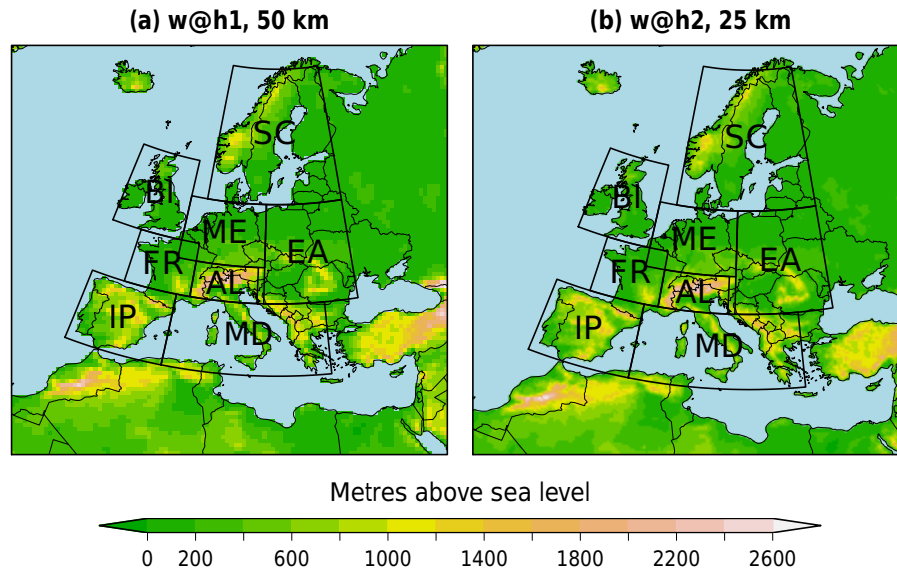 (a) w@h1, 50 km
(b) w@h2, 25 km
SC
BI
ME
EA
FR
AL
IP
MD
SC
BI
ME
EA
FR
AL
IP
MD
Metres above sea level
0 200 600 1000 1400 1800 2200 2600